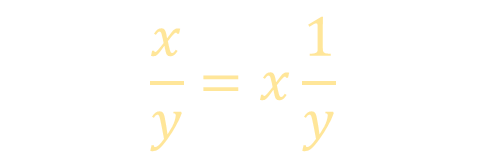 x/y = x 1/y